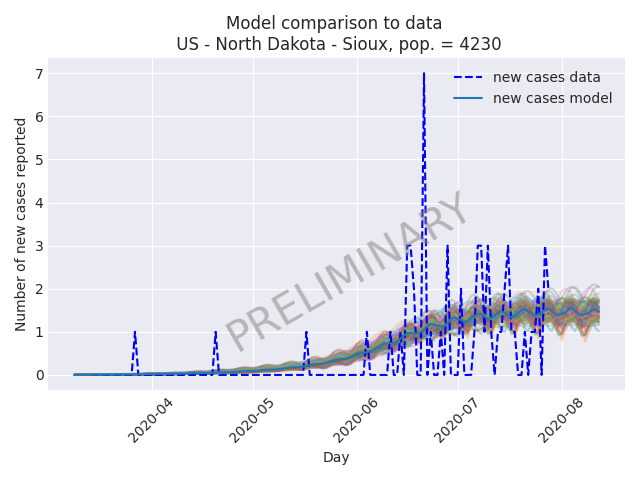 Model comparison to data
US - North Dakota - Sioux, pop. = 4230
7
6
5
4
3
2
1
0
Number of new cases reported
new cases data
new cases model
PRELIMINARY
2020-04
2020-05
2020-06
2020-07
2020-08
Day